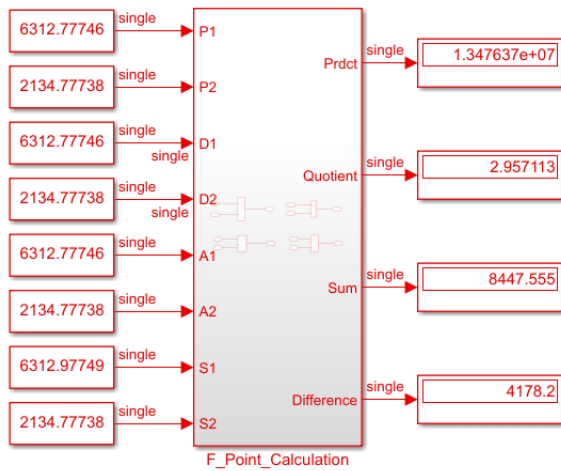 6312.77746
single
P1
2134.77738
single
P2
6312.77746
single
single
D1
2134.77738
single
single
D2
6312.77746
single
A1
2134.77738
single
A2
6312.97749
single
S1
2134.77738
single
S2
Prdct
single
1.347637e+07
Quotient
single
2.957113
Sum
single
8447.555
Difference
single
4178.2
F_Point_Calculation